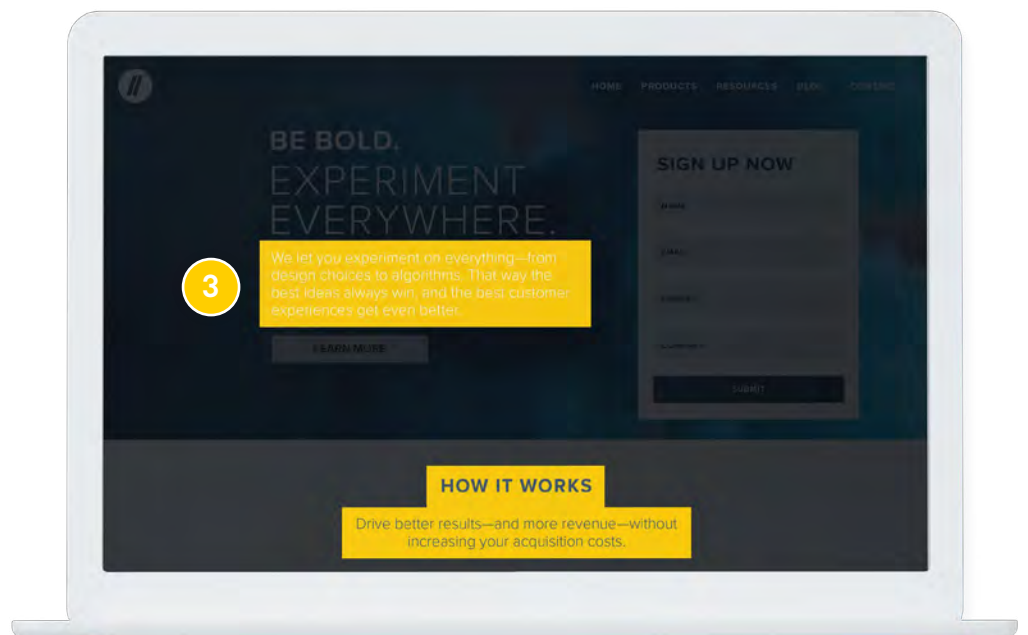 HOME PRODUCTS RESOURCES BLOG CONTACT
BE BOLD.
EXPERIMENT
EVERYWHERE.
We let you experiment on everything—from
design choices to algorithms. That way the
best ideas always win, and the best customer
experiences get even better.
LEARN MORE
SIGN UP NOW
NAME
EMAIL
SUBMIT
3
HOW IT WORKS
Drive better results—and more revenue—without
increasing your acquisition costs.